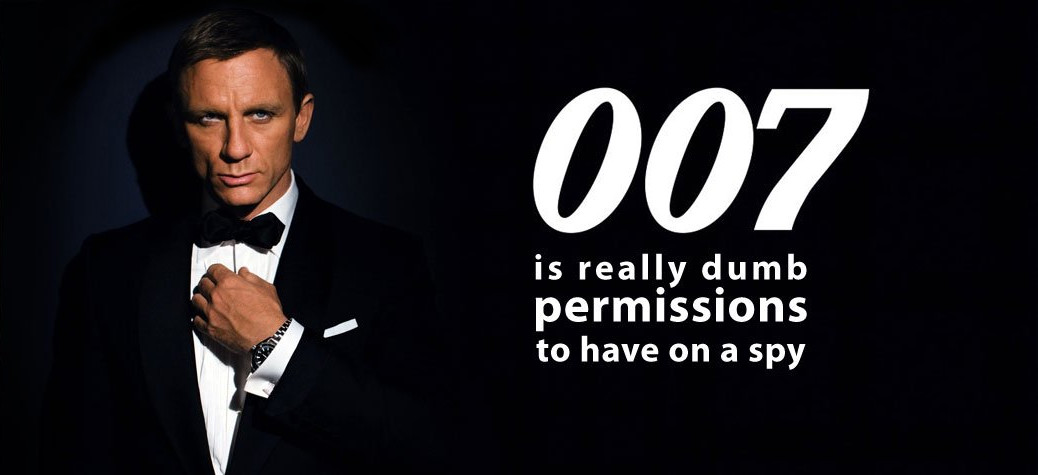 007
is really dumb
permissions
to have on a spy